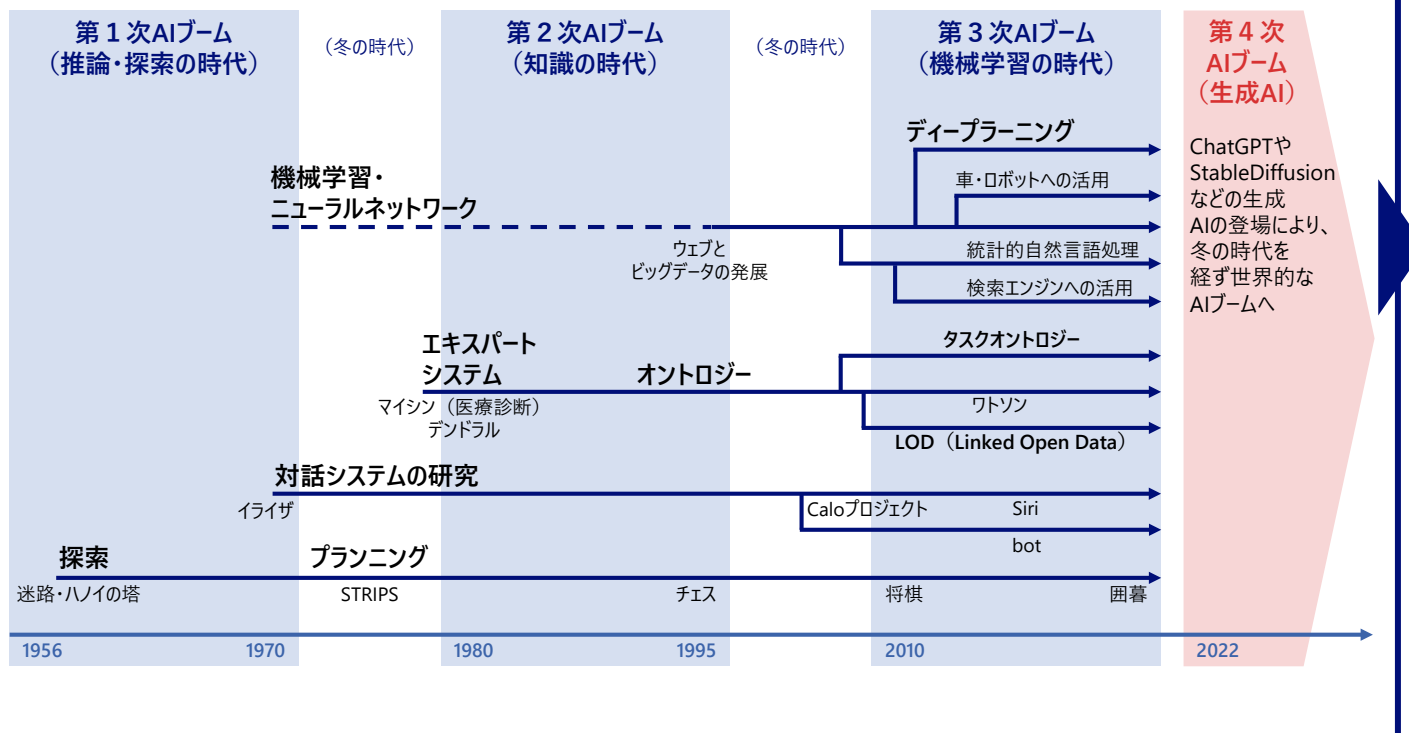 第１次AIブーム
（推論・探索の時代）
（冬の時代）
第２次AIブーム
（知識の時代）
（冬の時代）
第３次AIブーム
（機械学習の時代）
第４次
AIブーム
（生成AI）
ディープラーニング
車・ロボットへの活用
機械学習・
ニューラルネットワーク
ウェブと
ビッグデータの発展
統計的自然言語処理
検索エンジンへの活用
ChatGPTや
StableDiffusion
などの生成
AIの登場により、
冬の時代を
経ず世界的な
AIブームへ
エキスパート
システム
オントロジー
タスクオントロジー
マイシン（医療診断）
デンドラル
ワトソン
LOD（Linked Open Data）
対話システムの研究
イライザ
Caloプロジェクト
Siri
bot
探索
プランニング
迷路・ハノイの塔
STRIPS
チェス
将棋
囲暮
1956
1970
1980
1995
2010
2022